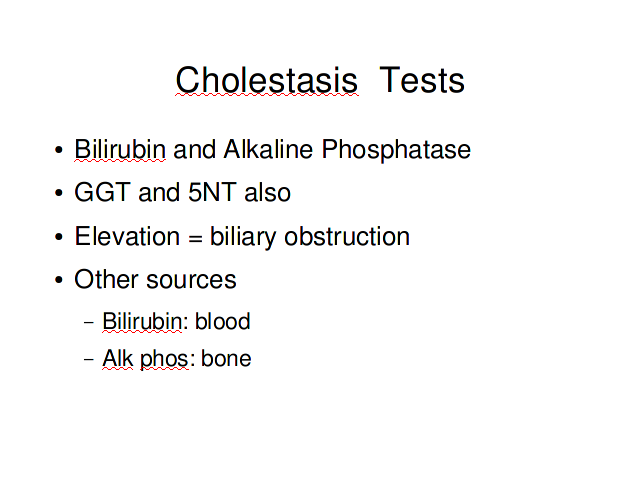 Cholestasis Tests
• Bilirubin and Alkaline Phosphatase
• GGT and 5NT also
• Elevation = biliary obstruction
• Other sources
– Bilirubin: blood
– Alk phos: bone